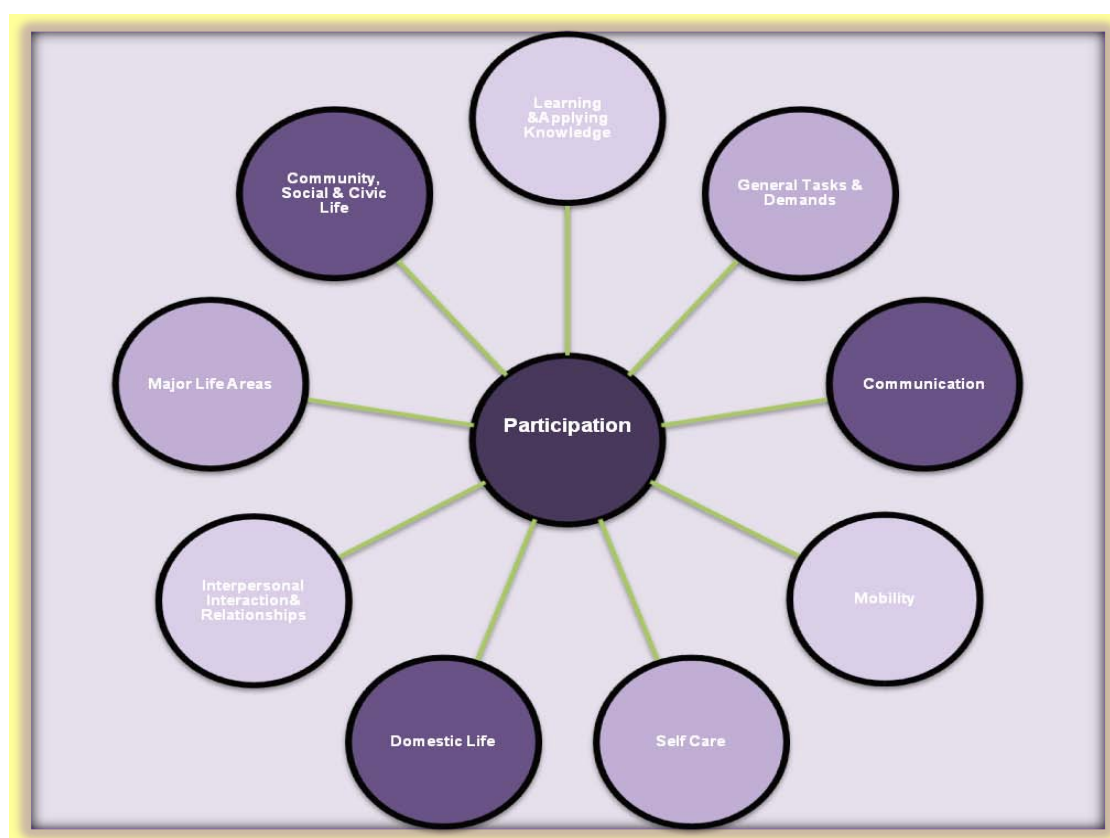 Learning
&Applying
Knowledge
General Tasks &
Demands
Communication
Mobility
Self Care
Domestic Life
Interpersonal
Interaction&
Relationships
Major Life Areas
Community,
Social & Civic
Life
Participation